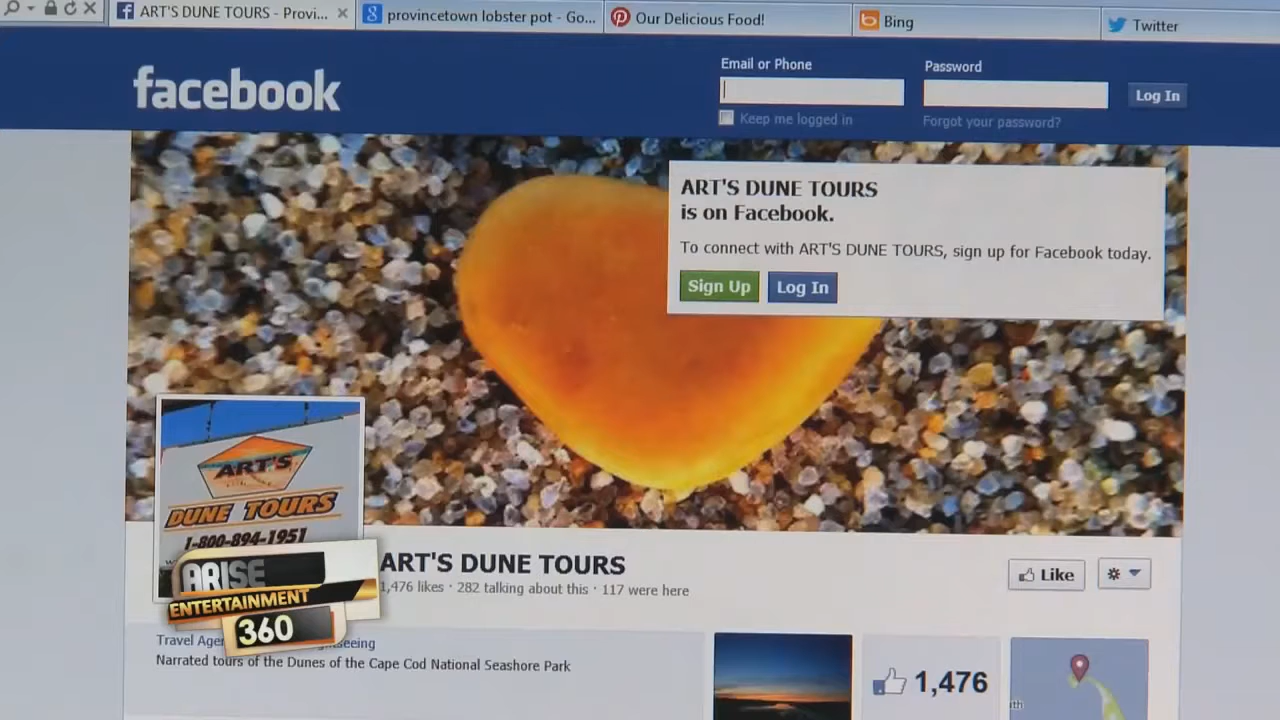 ART'S DUNE TOURS - Provi...
provincetown lobster pot - Go...
Our Delicious Food!
Bing
Twitter
facebook
Email or Phone
Password
Log In
Keep me logged in
Forgot your password?
ART'S DUNE TOURS
is on Facebook.
To connect with ART'S DUNE TOURS, sign up for Facebook today.
Sign Up
Log In
ART'S
DUNE TOURS
1-800-894-1951
ART'S DUNE TOURS
1,476 likes · 282 talking about this · 117 were here
Like
ARISE
ENTERTAINMENT
360
Travel
Narrated tours of the Dunes of the Cape Cod National Seashore Park
1,476